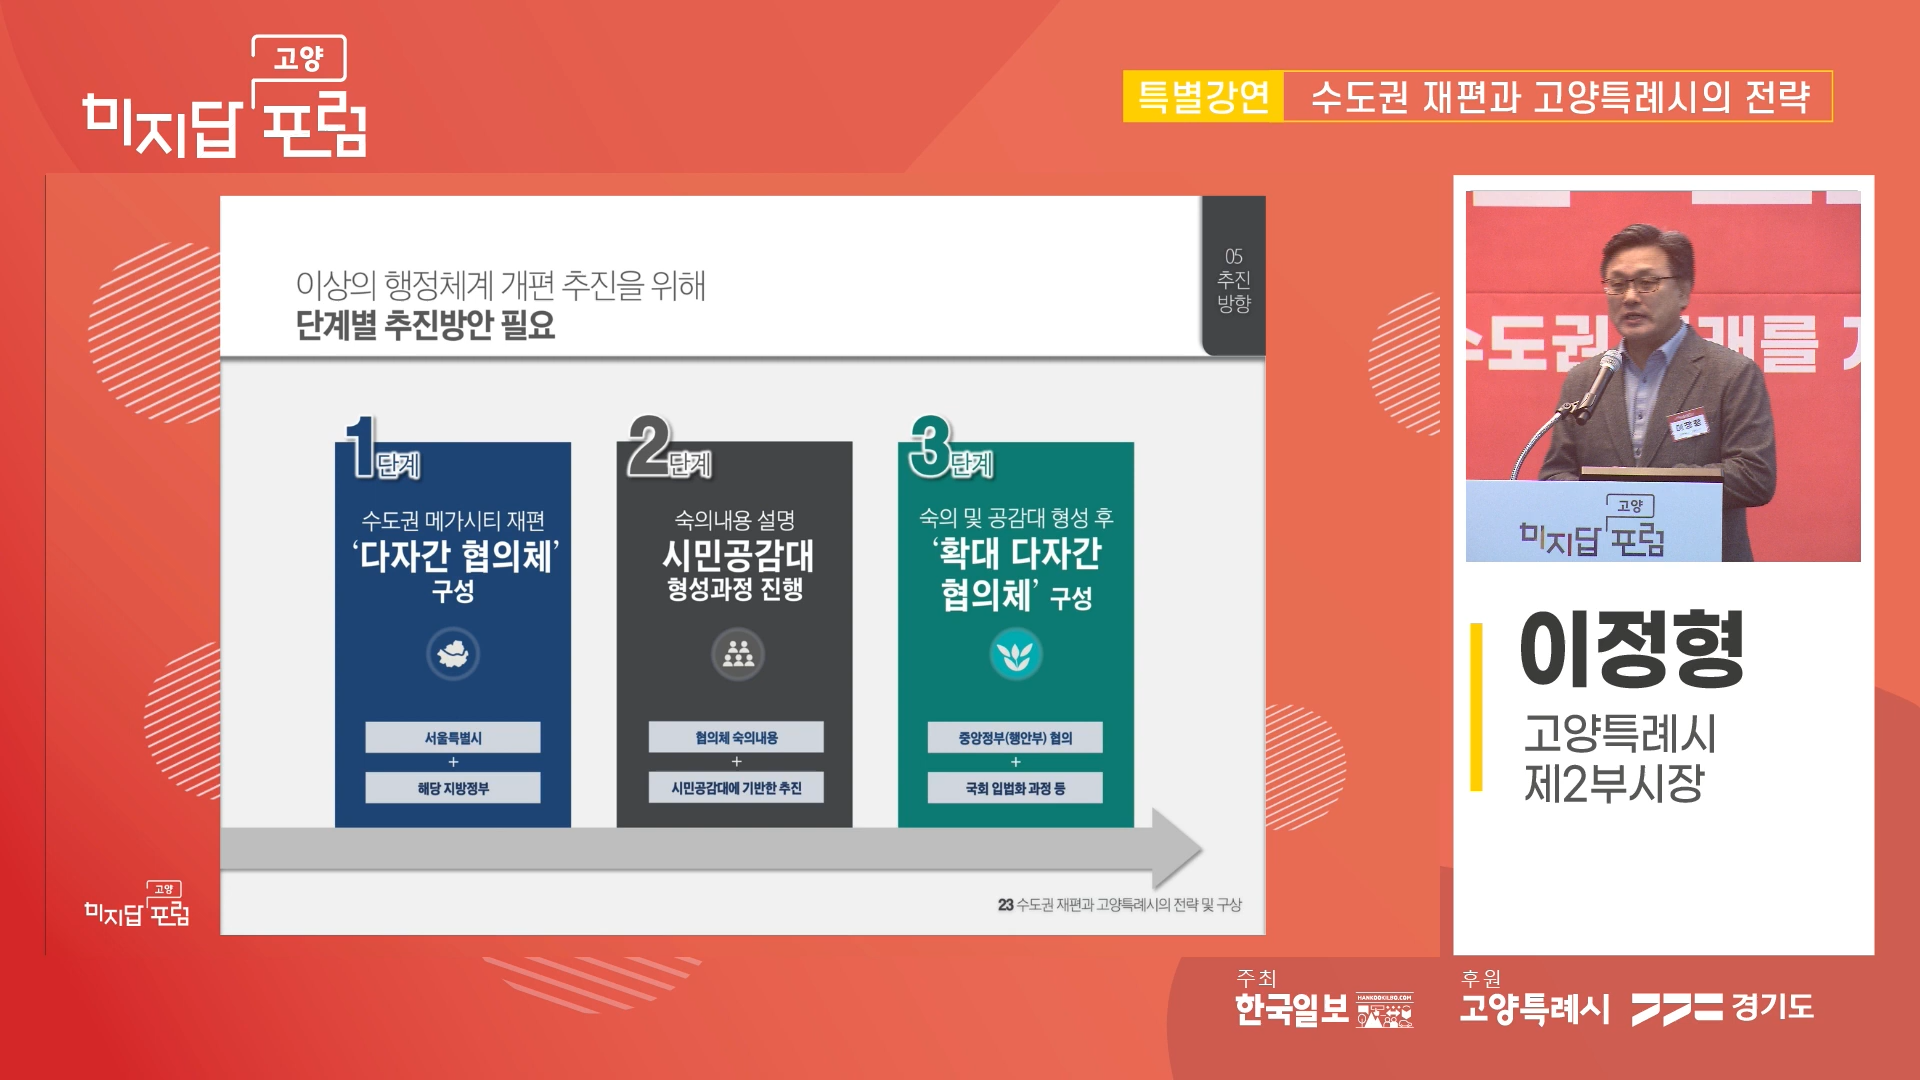 고양
미지답 포럼
특별강연 수도권 재편과 고양특례시의 전략
이상의 행정체계 개편 추진을 위해
단계별 추진방안 필요
05
추진
방향
1단계
수도권 메가시티 재편
‘다자간 협의체’
구성
서울특별시
+
해당 지방정부
2단계
숙의내용 설명
시민공감대
형성과정 진행
협의체 숙의내용
+
시민공감대에 기반한 추진
3단계
숙의 및 공감대 형성 후
‘확대 다자간
협의체’ 구성
중앙정부(행안부) 협의
+
국회 입법화 과정 등
23 수도권 재편과 고양특례시의 전략 및 구상
고양
미지답 포럼
수도권
래를
이정형
고양
미지답 포럼
이정형
고양특례시
제2부시장
주최
한국일보
HANKOOKILBO.COM
후원
고양특례시
경기도